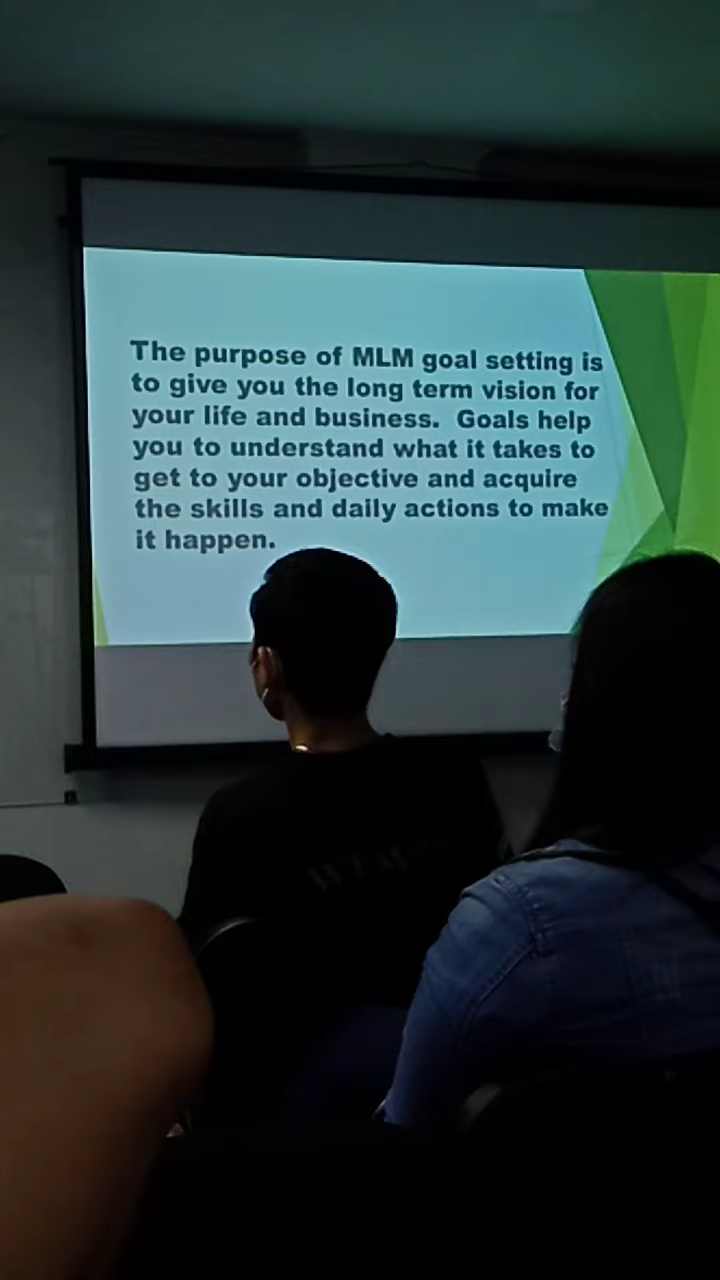 The purpose of MLM goal setting is
to give you the long term vision for
your life and business.  Goals help
you to understand what it takes to
get to your objective and acquire
the skills and daily actions to make
it happen.